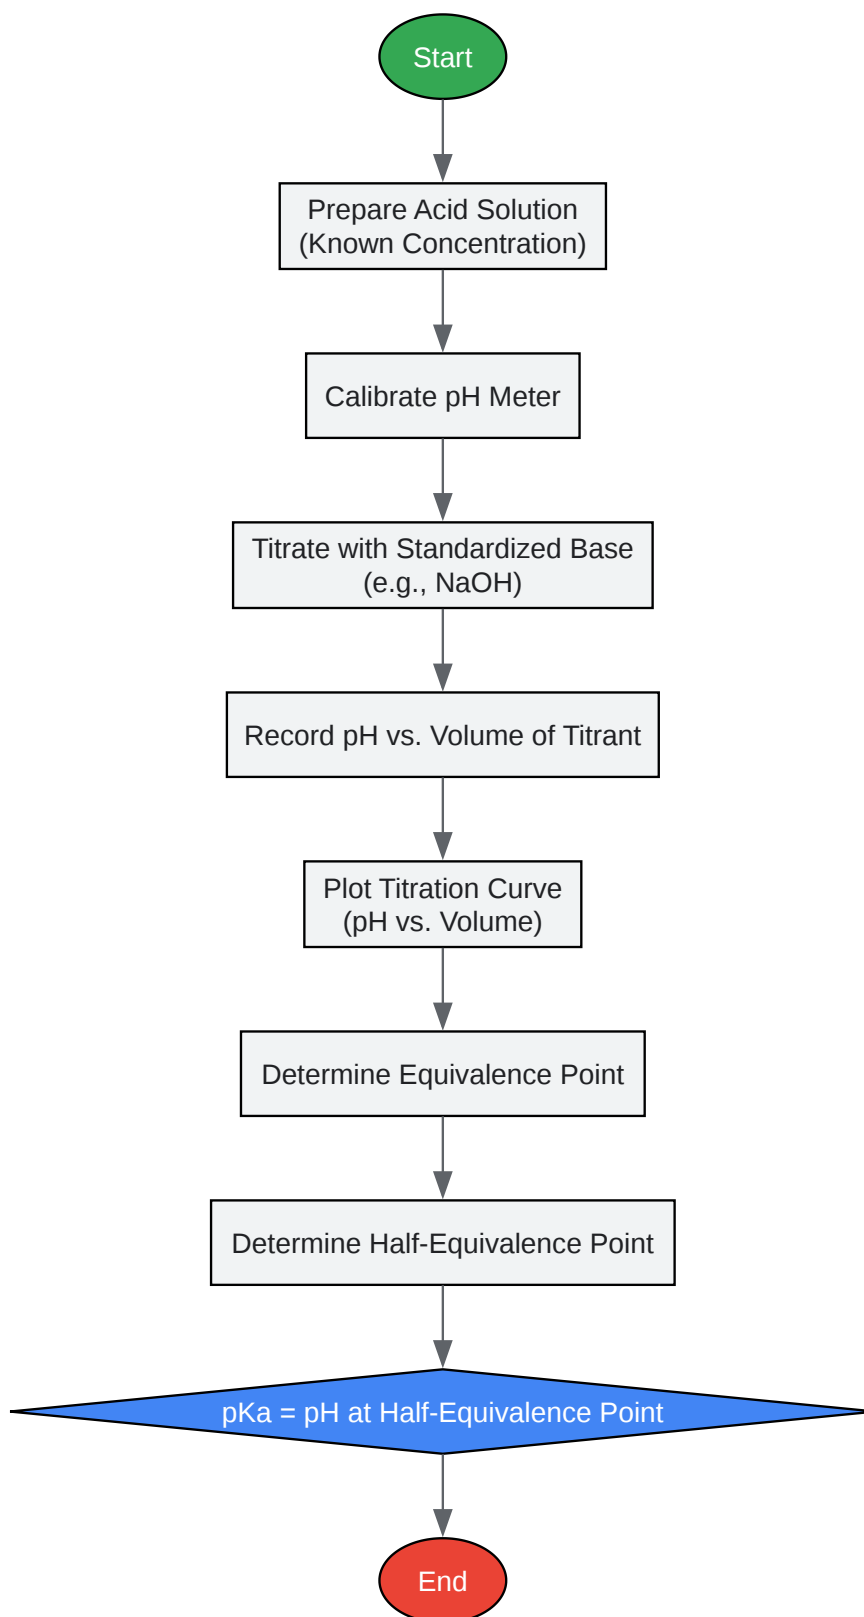 Start
Prepare Acid Solution
(Known Concentration)
Calibrate pH Meter
Titrate with Standardized Base
(e.g., NaOH)
Record pH vs. Volume of Titrant
Plot Titration Curve
(pH vs. Volume)
Determine Equivalence Point
Determine Half-Equivalence Point
pKa = pH at Half-Equivalence Point
End